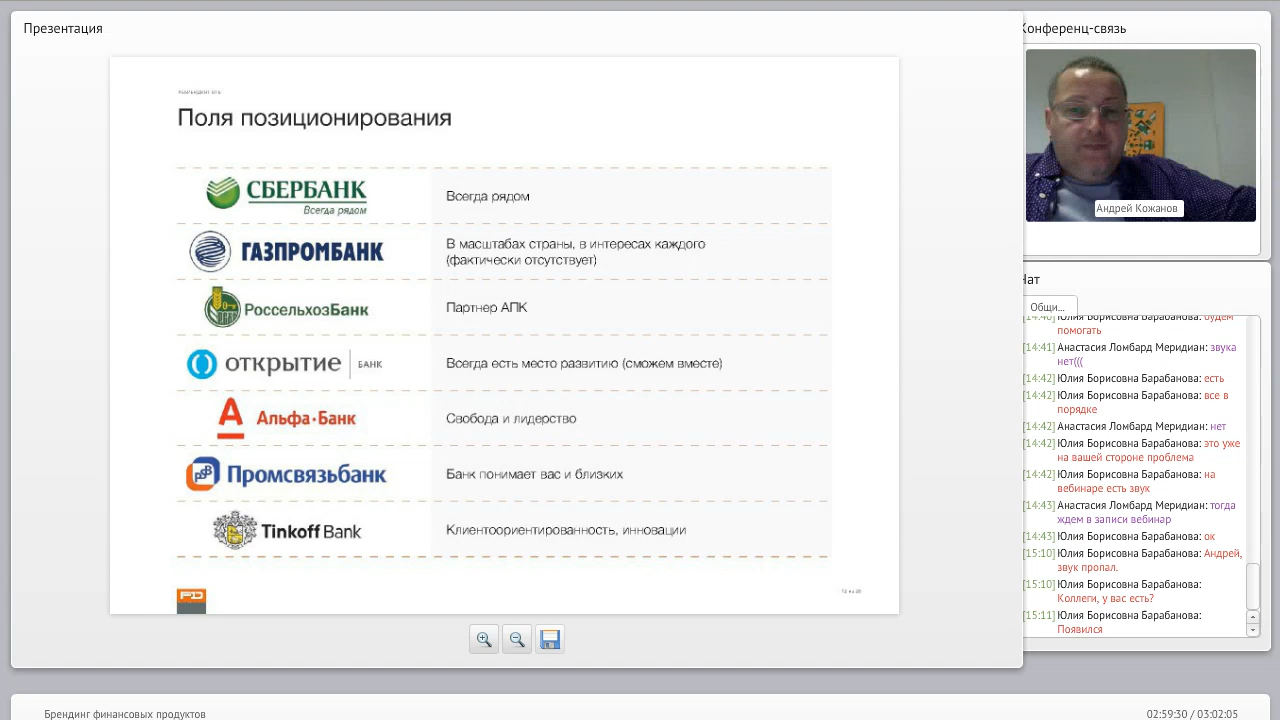 Презентация
Поля позиционирования
СБЕРБАНК
Всегда рядом
Всегда рядом
ГАЗПРОМБАНК
В масштабах страны, в интересах каждого
(фактически отсутствует)
РоссельхозБанк
Партнер АПК
открытие БАНК
Всегда есть место развитию (сможем вместе)
Альфа·Банк
Свобода и лидерство
PSB Промсвязьбанк
Банк понимает вас и близких
Tinkoff Bank
Клиентоориентированность, инновации
Конференц-связь
Андрей Кожанов
Чат
Общи...
[14:40] Юлия Борисовна Барабанова: будем
помогать
[14:41] Анастасия Ломбард Меридиан: звука
нет(((
[14:42] Юлия Борисовна Барабанова: есть
[14:42] Юлия Борисовна Барабанова: все в
порядке
[14:42] Анастасия Ломбард Меридиан: нет
[14:42] Юлия Борисовна Барабанова: это уже
на вашей стороне проблема
[14:42] Юлия Борисовна Барабанова: на
вебинаре есть звук
[14:43] Анастасия Ломбард Меридиан: тогда
ждем в записи вебинар
[14:43] Юлия Борисовна Барабанова: ок
[15:10] Юлия Борисовна Барабанова: Андрей,
звук пропал.
[15:10] Юлия Борисовна Барабанова:
Коллеги, у вас есть?
[15:11] Юлия Борисовна Барабанова:
Появился
Брендинг финансовых продуктов
02:59:30 / 03:02:05